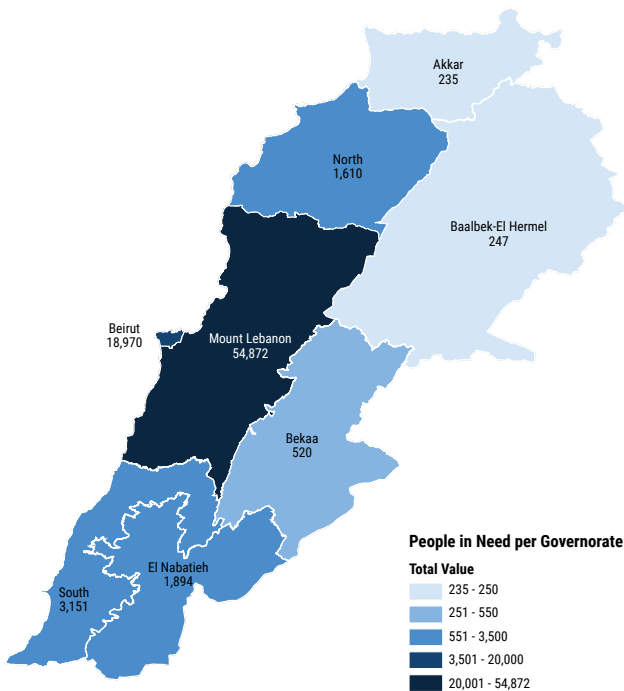 Akkar
235
North
1,610
Baalbek-El Hermel
247
Beirut
18,970
Mount Lebanon
54,872
Bekaa
520
El Nabatieh
1,894
South
3,151
People in Need per Governorate
Total Value
235 - 250
251 - 550
551 - 3,500
3,501 - 20,000
20,001 - 54,872